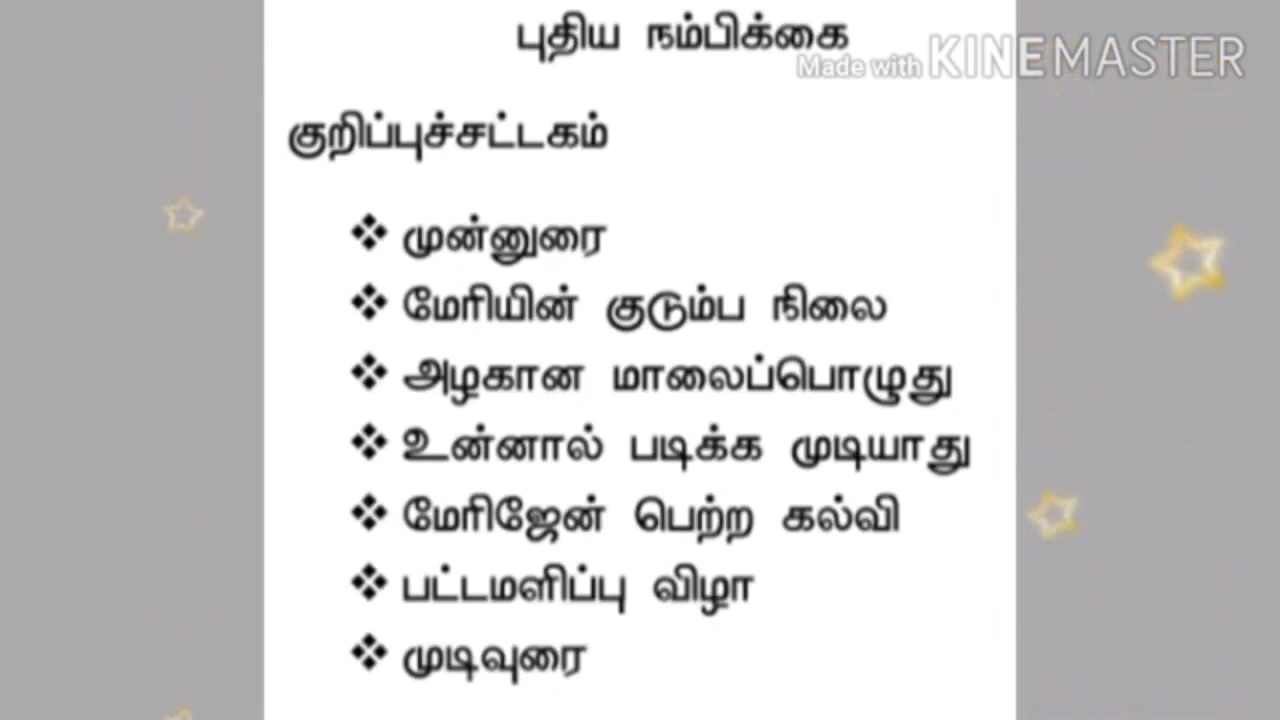 புதிய நம்பிக்கை
Made with KINEMASTER
குறிப்புச்சட்டகம்
❖ முன்னுரை
❖ மேரியின் குடும்ப நிலை
❖ அழகான மாலைப்பொழுது
❖ உன்னால் படிக்க முடியாது
❖ மேரிஜேன் பெற்ற கல்வி
❖ பட்டமளிப்பு விழா
❖ முடிவுரை